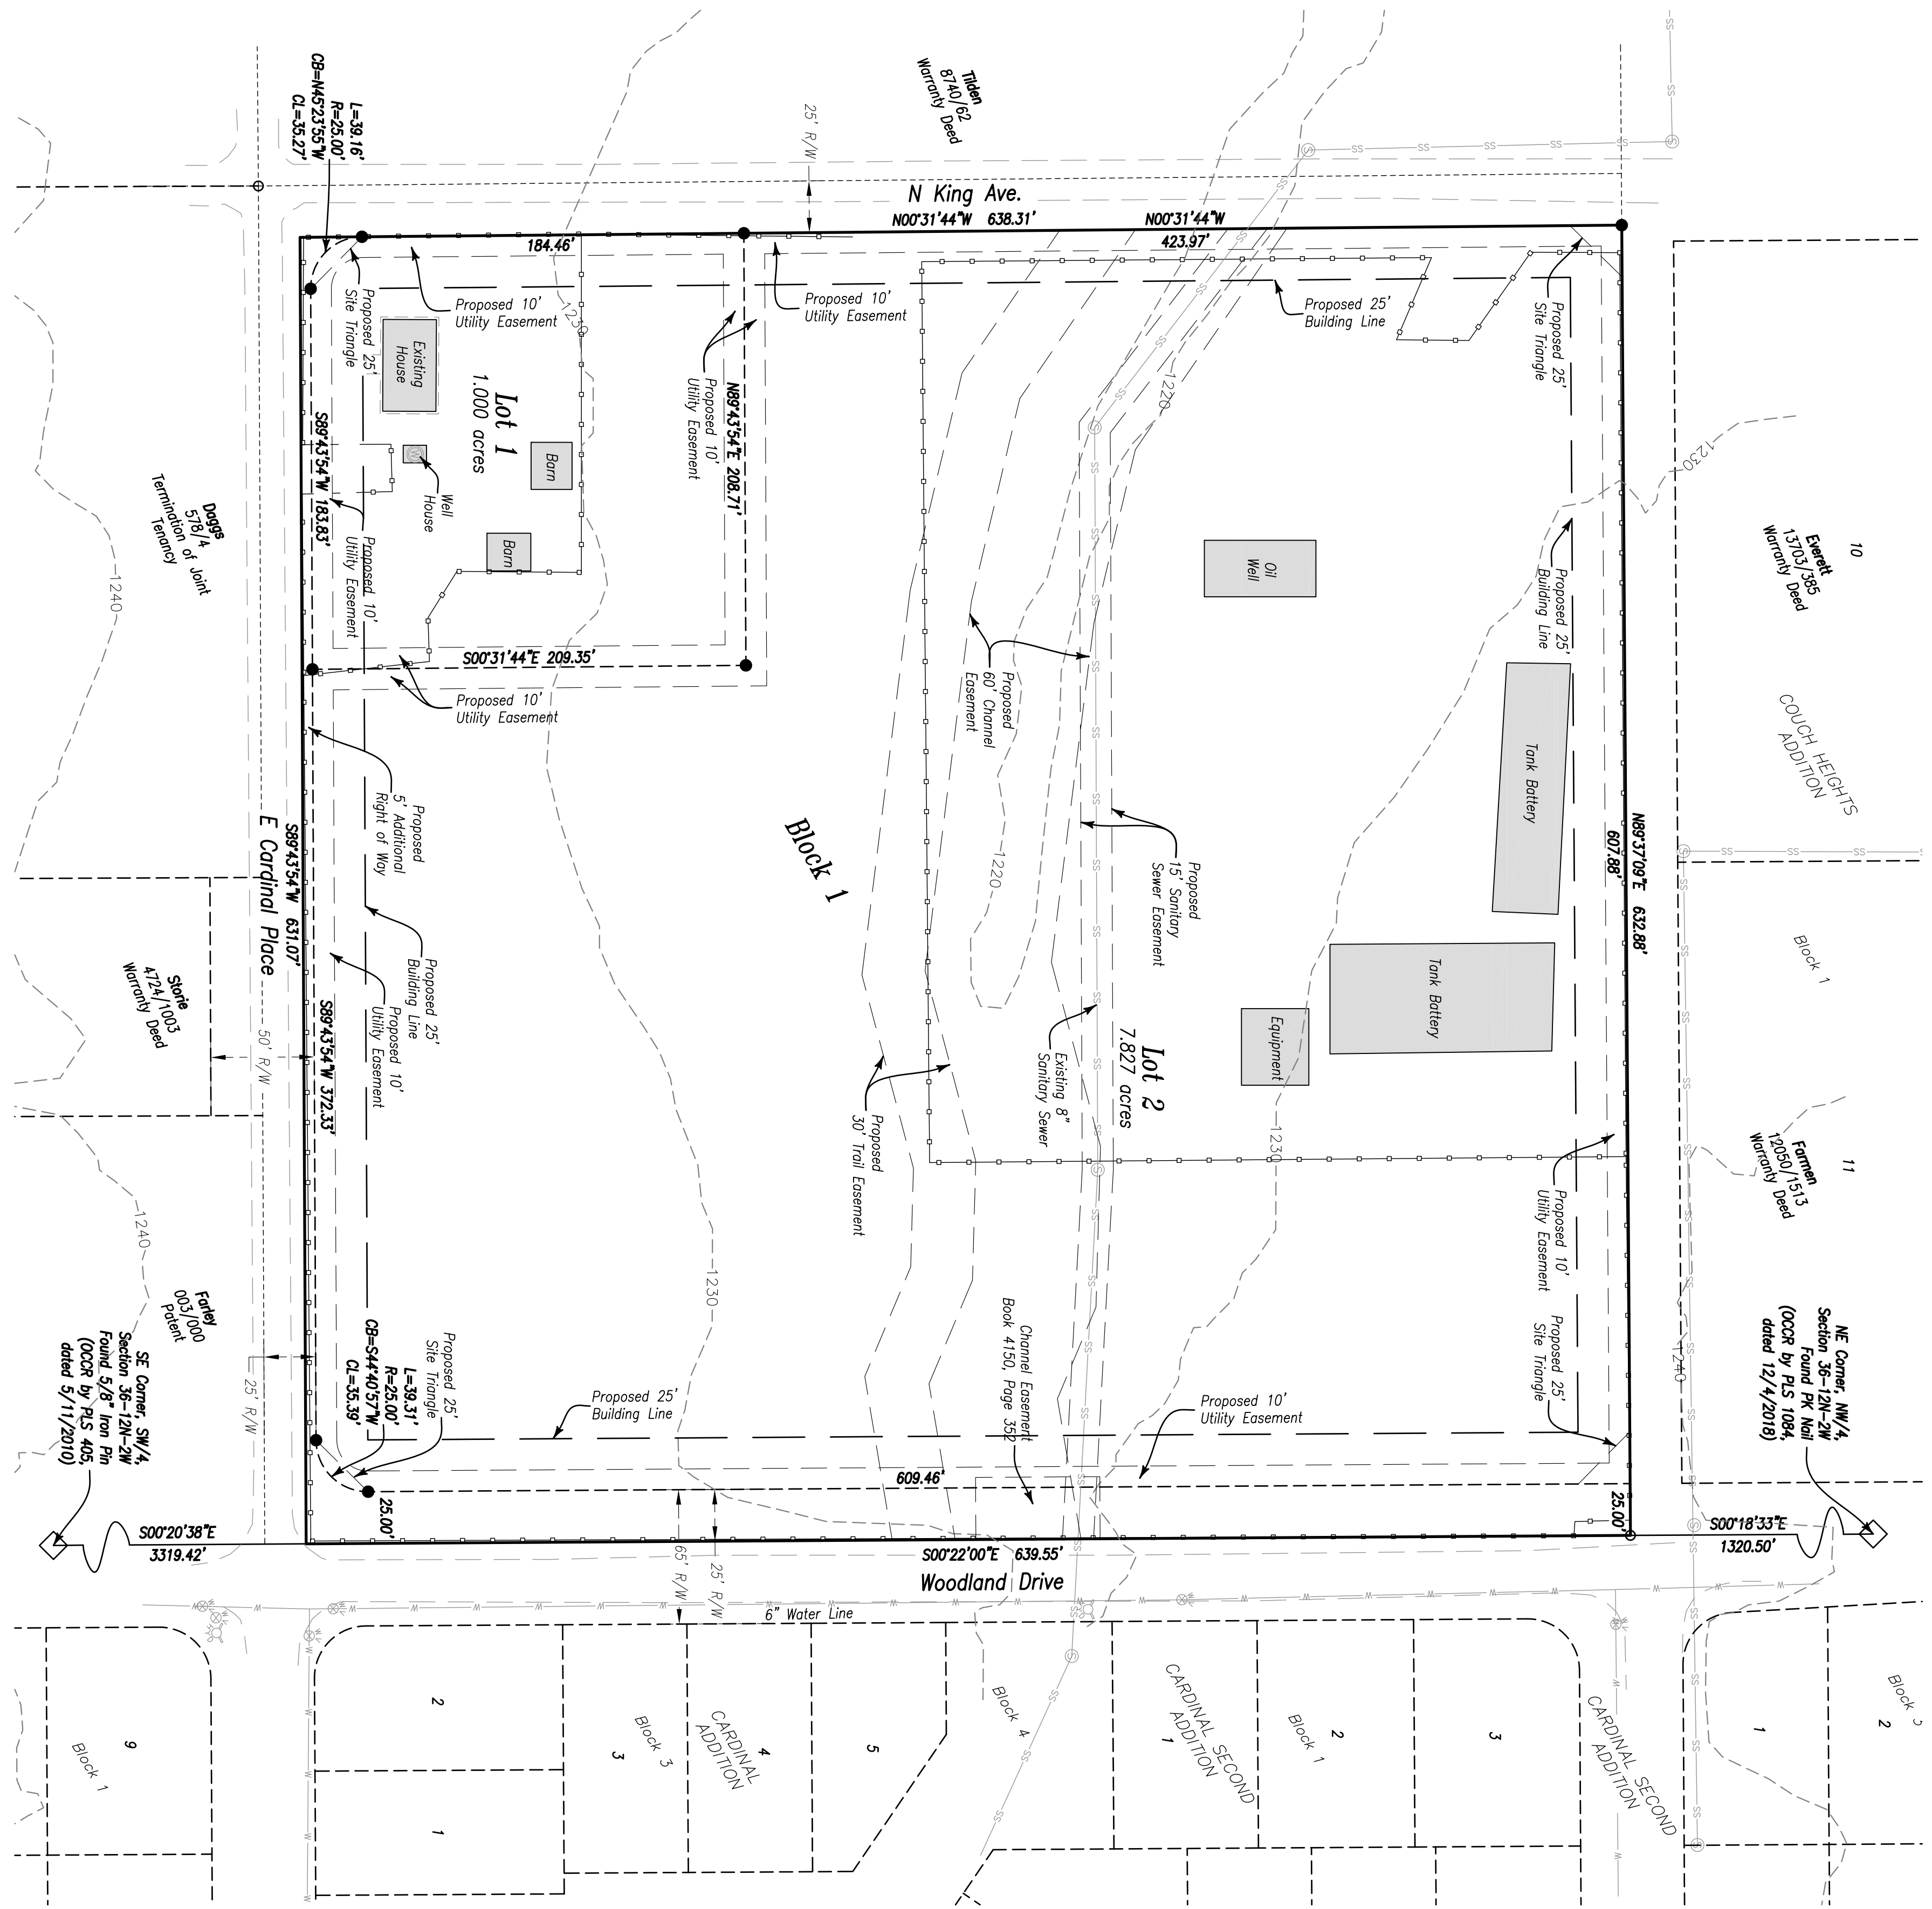 Tilden
8740/62
Warranty Deed
L=39.16'
R=25.00'
CB=N45°23'55"W
CL=35.27'
25' R/W
N King Ave.
N00°31'44"W 638.31'
N00°31'44"W
184.46'
423.97'
Proposed 10'
Utility Easement
Proposed 10'
Utility Easement
Proposed 25'
Building Line
Proposed 25'
Site Triangle
Proposed 25'
Site Triangle
Existing
House
Lot 1
1.000 acres
Barn
Barn
Well
House
W
1230
Proposed 10'
Utility Easement
N89°43'54"E 208.71'
S89°43'54"W 183.83'
Proposed 10'
Utility Easement
S00°31'44"E 209.35'
Proposed 10'
Utility Easement
1220
1230
Oil
Well
Proposed
60' Channel
Easement
Proposed 25'
Building Line
Tank Battery
Tank Battery
Equipment
10
Everett
13703/385
Warranty Deed
COUCH HEIGHTS
ADDITION
Block 1
11
Farmen
12050/1513
Warranty Deed
N89°37'09"E 632.88'
607.88'
Daggs
578/4
Termination of Joint
Tenancy
1240
Proposed
5' Additional
Right of Way
E Cardinal Place
S89°43'54"W 631.07'
Block 1
1220
Proposed
15' Sanitary
Sewer Easement
Proposed 25'
Building Line
Proposed 10'
Utility Easement
S89°43'54"W 372.33'
Storie
4724/1003
Warranty Deed
50' R/W
Existing 8"
Sanitary Sewer
Lot 2
7.827 acres
Proposed
30' Trail Easement
1230
1230
Proposed 10'
Utility Easement
Proposed 25'
Site Triangle
1240
Farley
003/000
Patent
SE Corner, SW/4,
Section 36-12N-2W
Found 5/8" Iron Pin
(OCCR by PLS 405,
dated 5/11/2010)
25' R/W
Proposed 25'
Site Triangle
L=39.31'
R=25.00'
CB=S44°40'57"W
CL=35.39'
Proposed 25'
Building Line
Channel Easement
Book 4150, Page 352
Proposed 10'
Utility Easement
1240
NE Corner, NW/4,
Section 36-12N-2W
Found PK Nail
(OCCR by PLS 1084,
dated 12/4/2018)
609.46'
25.00'
25.00'
S00°20'38"E
3319.42'
S00°22'00"E 639.55'
S00°18'33"E
1320.50'
65' R/W
25' R/W
Woodland Drive
6" Water Line
9
Block 1
2
1
3
Block 3
CARDINAL
ADDITION
4
5
Block 4
1
CARDINAL SECOND
ADDITION
Block 1
2
3
CARDINAL SECOND
ADDITION
1
2